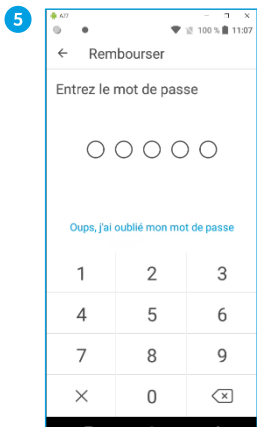 5
A77
100 % 11:07
← Rembourser
Entrez le mot de passe
Oups, j'ai oublié mon mot de passe
1 2 3
4 5 6
7 8 9
0